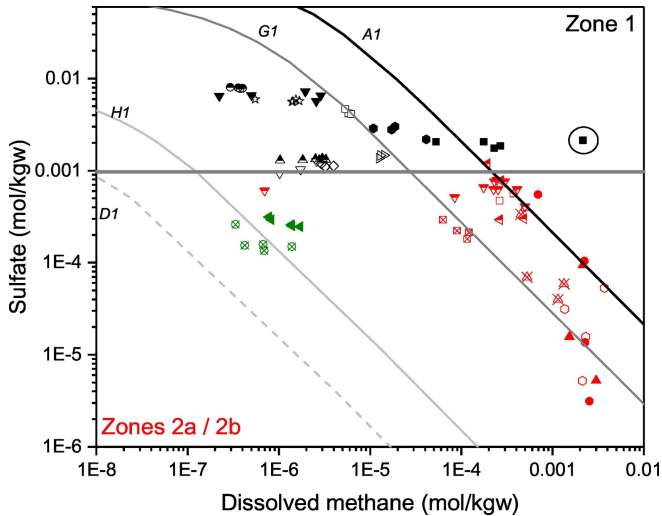 G1
A1
Zone 1
0.01
H1
0.001
D1
1E-4
1E-5
Zones 2a / 2b
1E-6
Sulfate (mol/kgw)
1E-8 1E-7 1E-6 1E-5 1E-4 0.001 0.01
Dissolved methane (mol/kgw)